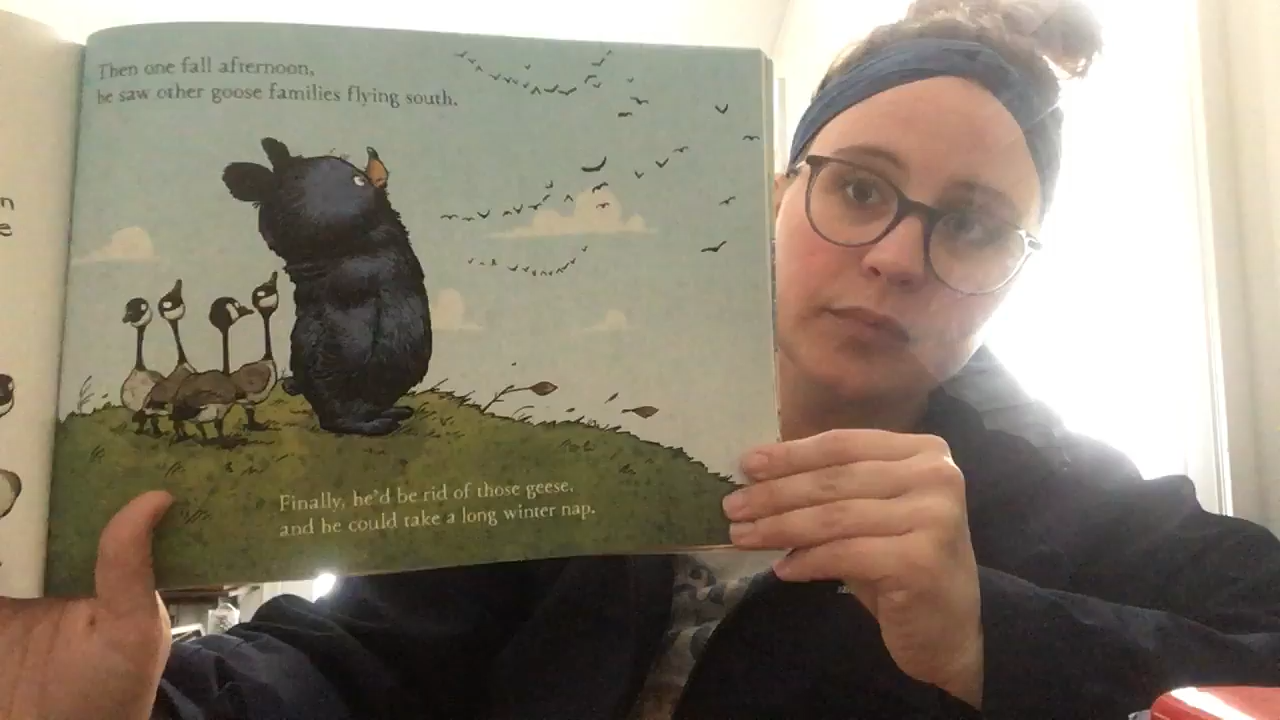 n
e
Then one fall afternoon,
he saw other goose families flying south.
Finally, he'd be rid of those geese,
and he could take a long winter nap.